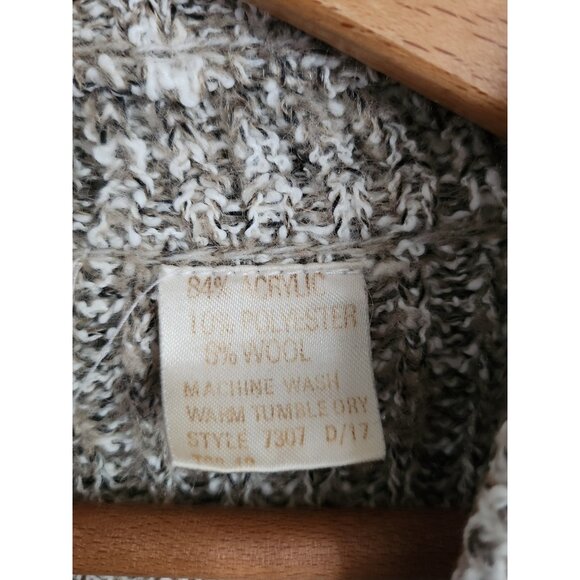 84% ACRYLIC
10% POLYESTER
6% WOOL
MACHINE WASH
WARM TUMBLE DRY
STYLE 7307 D/17